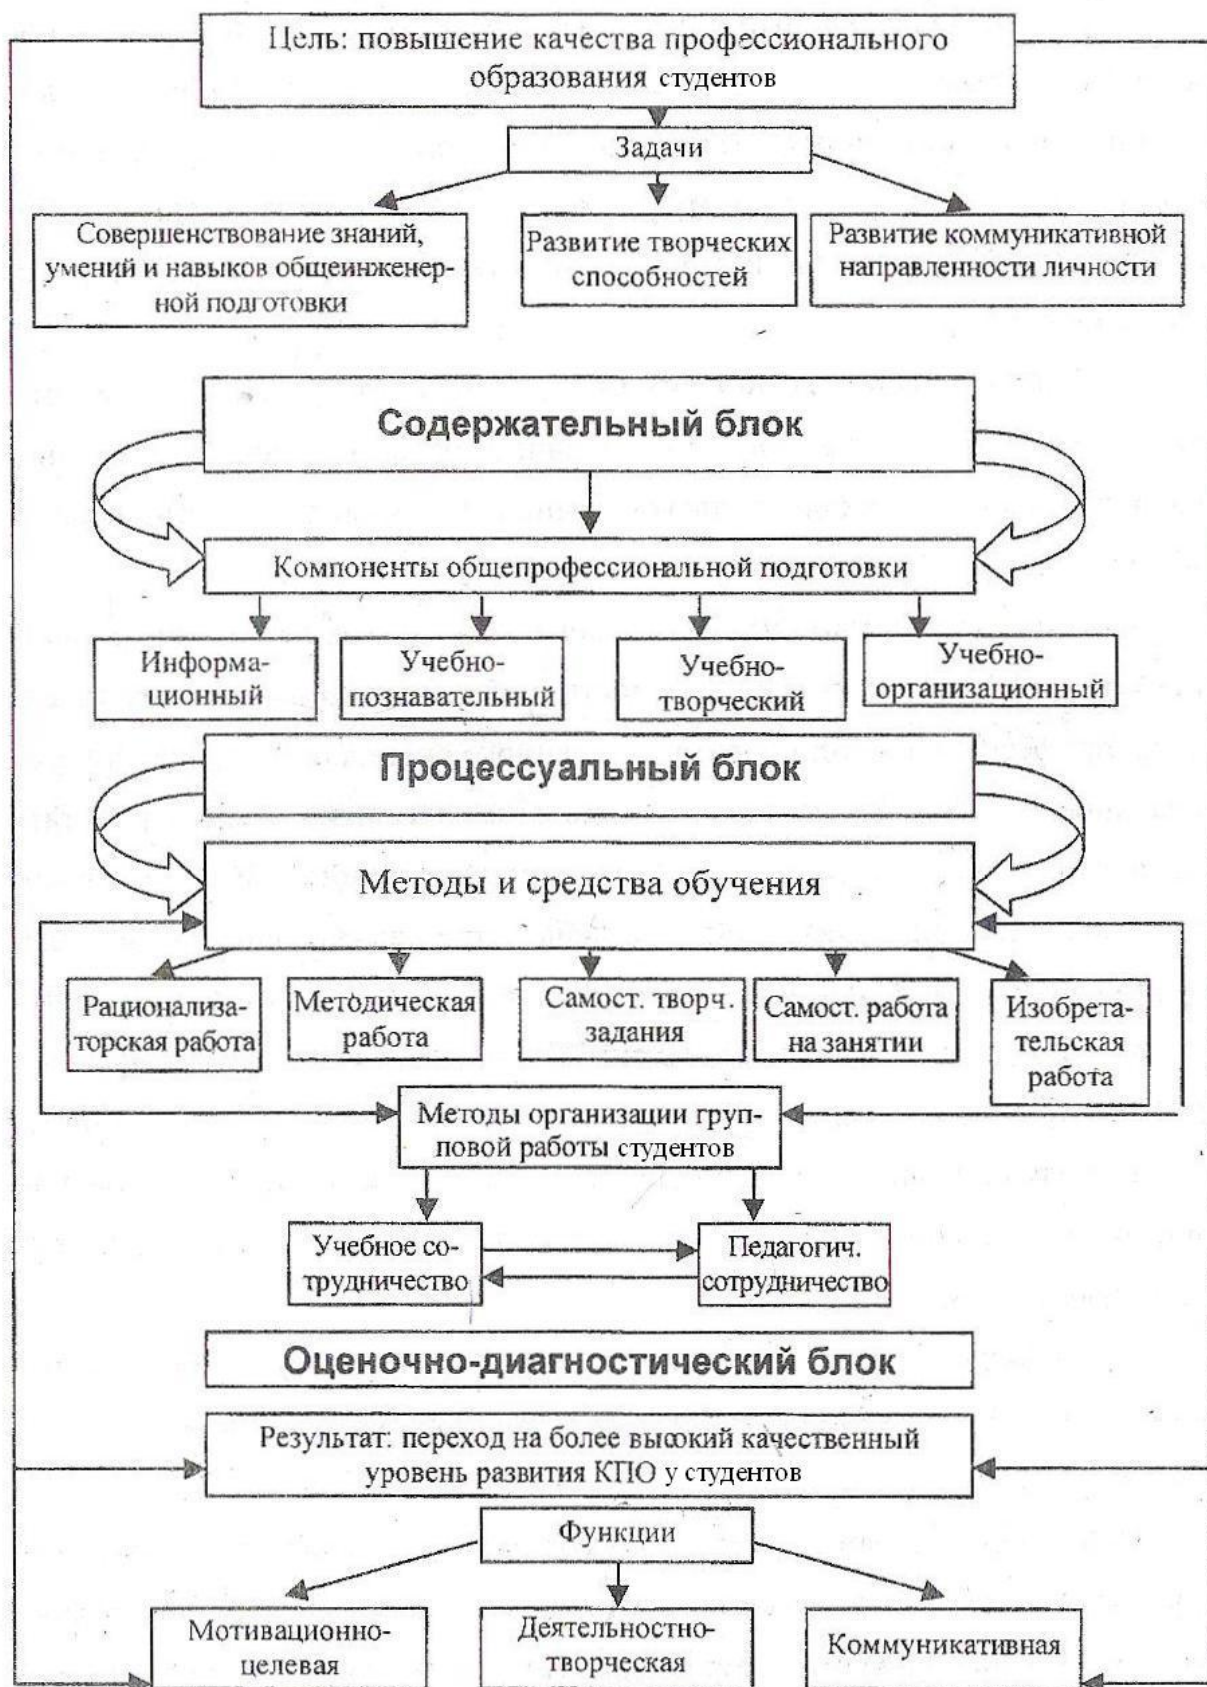 Цель: повышение качества профессионального
образования студентов
Задачи
Совершенствование знаний,
умений и навыков общеинженер-
ной подготовки
Развитие творческих
способностей
Развитие коммуникативной
направленности личности
Содержательный блок
Компоненты общепрофессиональной подготовки
Информа-
ционный
Учебно-
познавательный
Учебно-
творческий
Учебно-
организационный
Процессуальный блок
Методы и средства обучения
Рационализа-
торская работа
Методическая
работа
Самост. творч.
задания
Самост. работа
на занятии
Изобрета-
тельская
работа
Методы организации груп-
повой работы студентов
Учебное со-
трудничество
Педагогич.
сотрудничество
Оценочно-диагностический блок
Результат: переход на более высокий качественный
уровень развития КПО у студентов
Функции
Мотивационно-
целевая
Деятельностно-
творческая
Коммуникативная